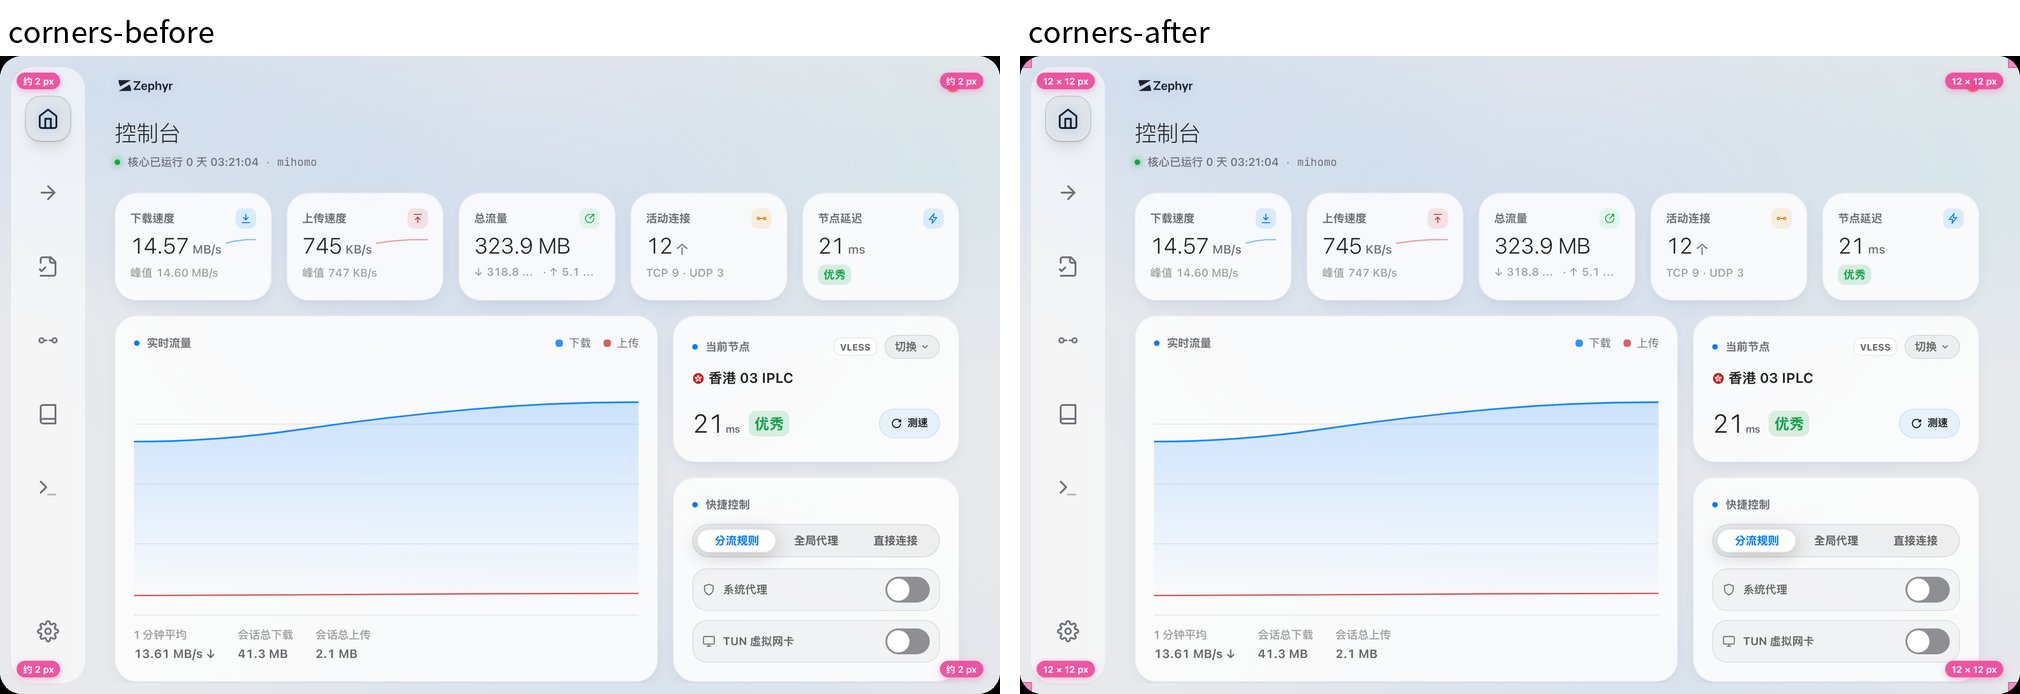 corners-before
约 2 px
约 2 px
Zephyr
控制台
核心已运行 0 天 03:21:04 · mihomo
下载速度
14.57 MB/s
峰值 14.60 MB/s
上传速度
745 KB/s
峰值 747 KB/s
总流量
323.9 MB
↓ 318.8 ... · ↑ 5.1 ...
活动连接
12 个
TCP 9 · UDP 3
节点延迟
21 ms
优秀
实时流量
下载 上传
1 分钟平均
13.61 MB/s ↓
会话总下载
41.3 MB
会话总上传
2.1 MB
当前节点
VLESS
切换
香港 03 IPLC
21 ms 优秀
测速
快捷控制
分流规则 全局代理 直接连接
系统代理
TUN 虚拟网卡
约 2 px
约 2 px
corners-after
12 × 12 px
12 × 12 px
Zephyr
控制台
核心已运行 0 天 03:21:04 · mihomo
下载速度
14.57 MB/s
峰值 14.60 MB/s
上传速度
745 KB/s
峰值 747 KB/s
总流量
323.9 MB
↓ 318.8 ... · ↑ 5.1 ...
活动连接
12 个
TCP 9 · UDP 3
节点延迟
21 ms
优秀
实时流量
下载 上传
1 分钟平均
13.61 MB/s ↓
会话总下载
41.3 MB
会话总上传
2.1 MB
当前节点
VLESS
切换
香港 03 IPLC
21 ms 优秀
测速
快捷控制
分流规则 全局代理 直接连接
系统代理
TUN 虚拟网卡
12 × 12 px
12 × 12 px